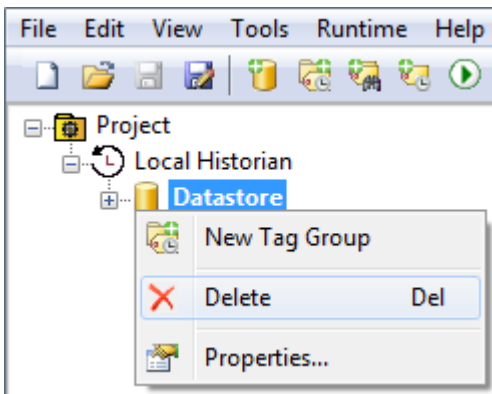 File Edit View Tools Runtime Help
Project
Local Historian
Datastore
New Tag Group
Delete Del
Properties...